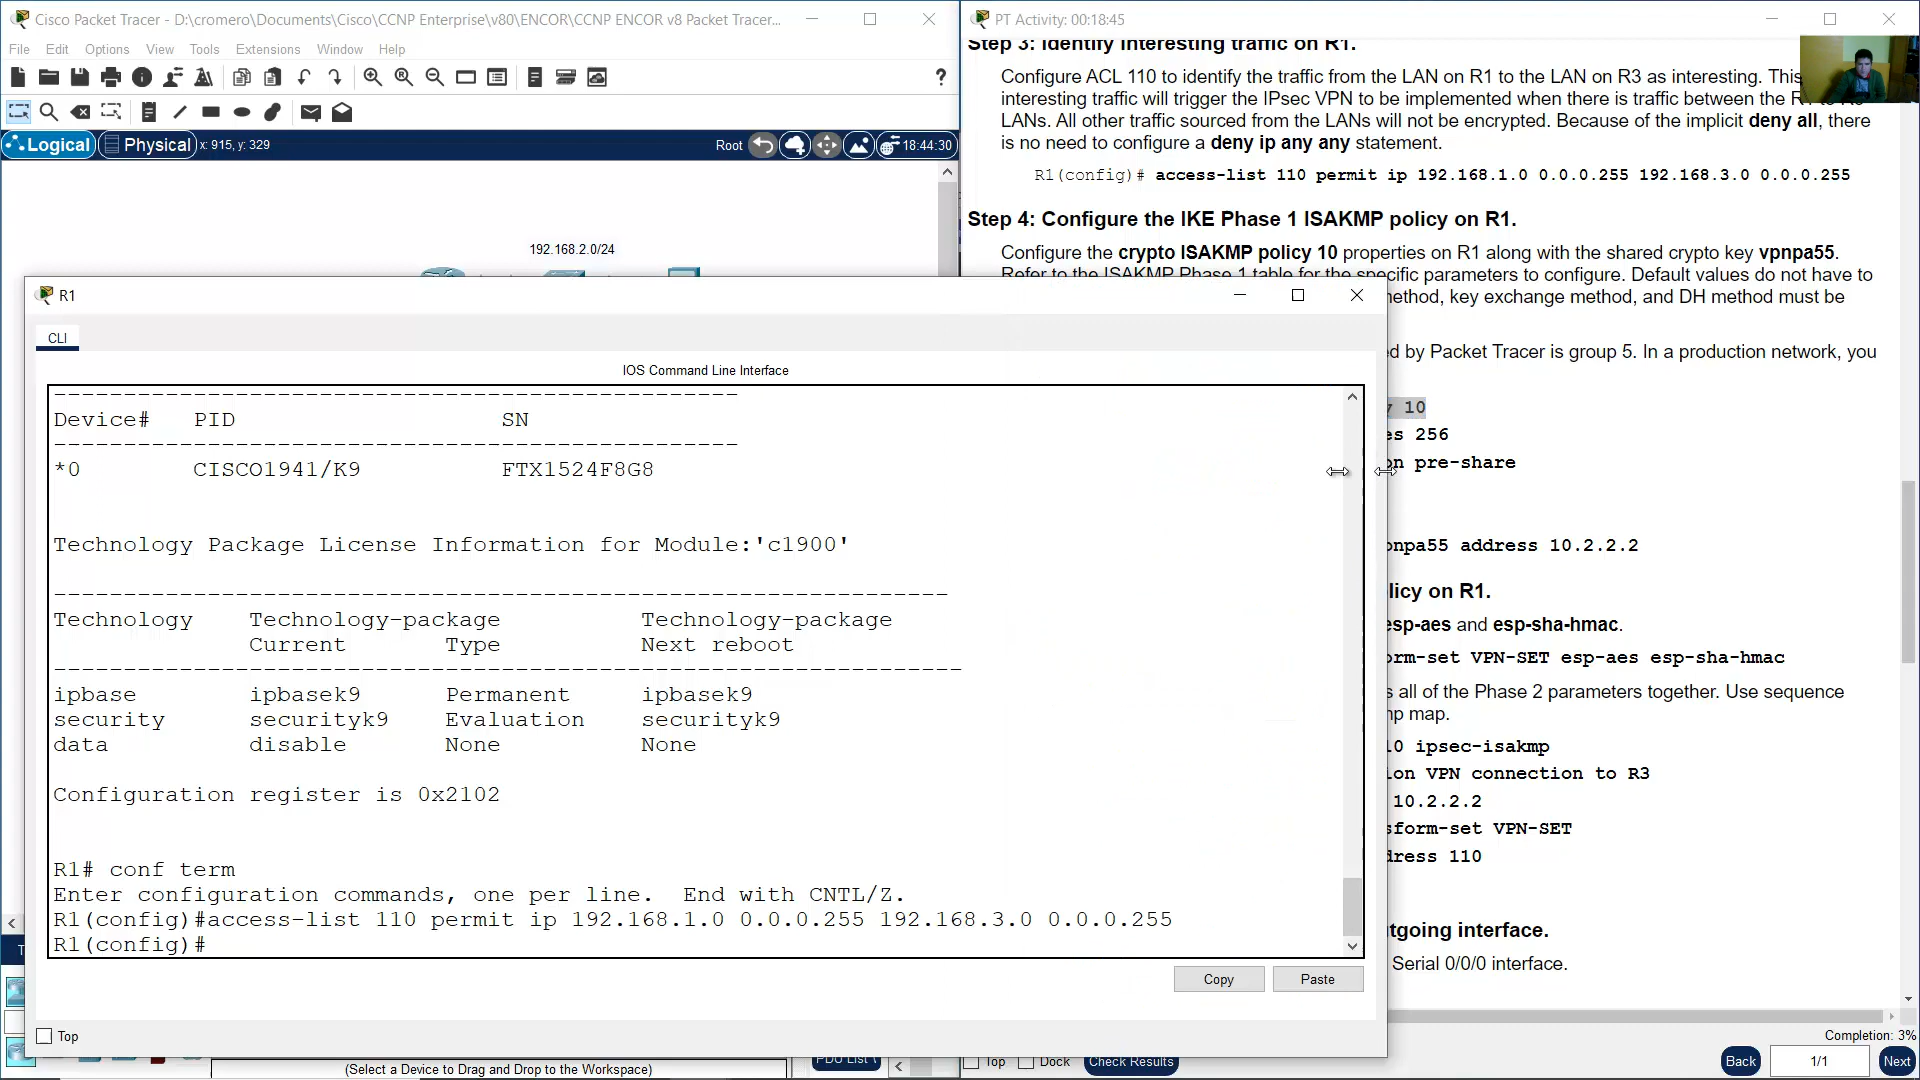 Cisco Packet Tracer - D:\cromero\Documents\Cisco\CCNP Enterprise\v80\ENCOR\CCNP ENCOR v8 Packet Tracer...
File Edit Options View Tools Extensions Window Help
?
Logical Physical x: 915, y: 329 Root 18:44:30
192.168.2.0/24
PT Activity: 00:18:45
Step 3: Identify interesting traffic on R1.
Configure ACL 110 to identify the traffic from the LAN on R1 to the LAN on R3 as interesting. This
interesting traffic will trigger the IPsec VPN to be implemented when there is traffic between the R1 to R3
LANs. All other traffic sourced from the LANs will not be encrypted. Because of the implicit deny all, there
is no need to configure a deny ip any any statement.
R1(config)# access-list 110 permit ip 192.168.1.0 0.0.0.255 192.168.3.0 0.0.0.255
Step 4: Configure the IKE Phase 1 ISAKMP policy on R1.
Configure the crypto ISAKMP policy 10 properties on R1 along with the shared crypto key vpnpa55.
Refer to the ISAKMP Phase 1 table for the specific parameters to configure. Default values do not have to
method, key exchange method, and DH method must be
ed by Packet Tracer is group 5. In a production network, you
10
es 256
on pre-share
onpa55 address 10.2.2.2
licy on R1.
esp-aes and esp-sha-hmac.
orm-set VPN-SET esp-aes esp-sha-hmac
s all of the Phase 2 parameters together. Use sequence
np map.
10 ipsec-isakmp
ion VPN connection to R3
10.2.2.2
sform-set VPN-SET
dress 110
tgoing interface.
Serial 0/0/0 interface.
Completion: 3%
Top Dock Check Results Back 1/1 Next
R1
CLI
IOS Command Line Interface
-------------------------------------------------
Device# PID SN
-------------------------------------------------
*0 CISCO1941/K9 FTX1524F8G8
Technology Package License Information for Module:'c1900'
----------------------------------------------------------------
Technology Technology-package Technology-package
Current Type Next reboot
-----------------------------------------------------------------
ipbase ipbasek9 Permanent ipbasek9
security securityk9 Evaluation securityk9
data disable None None
Configuration register is 0x2102
R1# conf term
Enter configuration commands, one per line. End with CNTL/Z.
R1(config)#access-list 110 permit ip 192.168.1.0 0.0.0.255 192.168.3.0 0.0.0.255
R1(config)#
Copy Paste
Top
(Select a Device to Drag and Drop to the Workspace)
PDU List